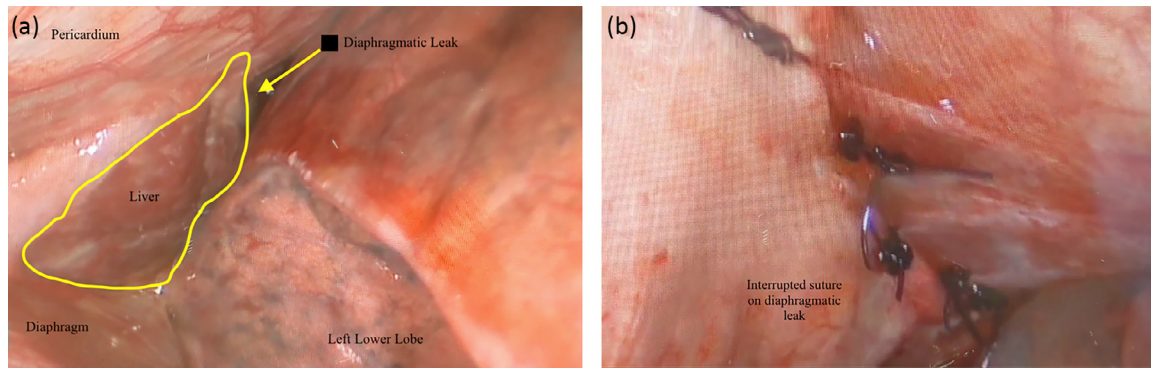 (a)
Pericardium
Diaphragmatic Leak
Liver
Diaphragm
Left Lower Lobe
(b)
Interrupted suture
on diaphragmatic
leak